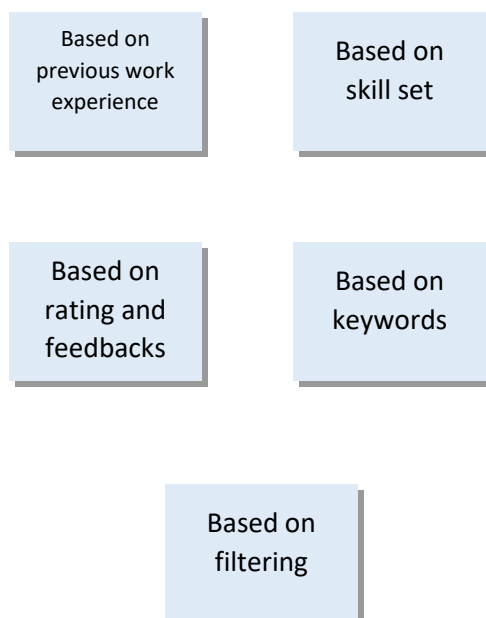 Based on
previous work
experience
Based on
skill set
Based on
rating and
feedbacks
Based on
keywords
Based on
filtering